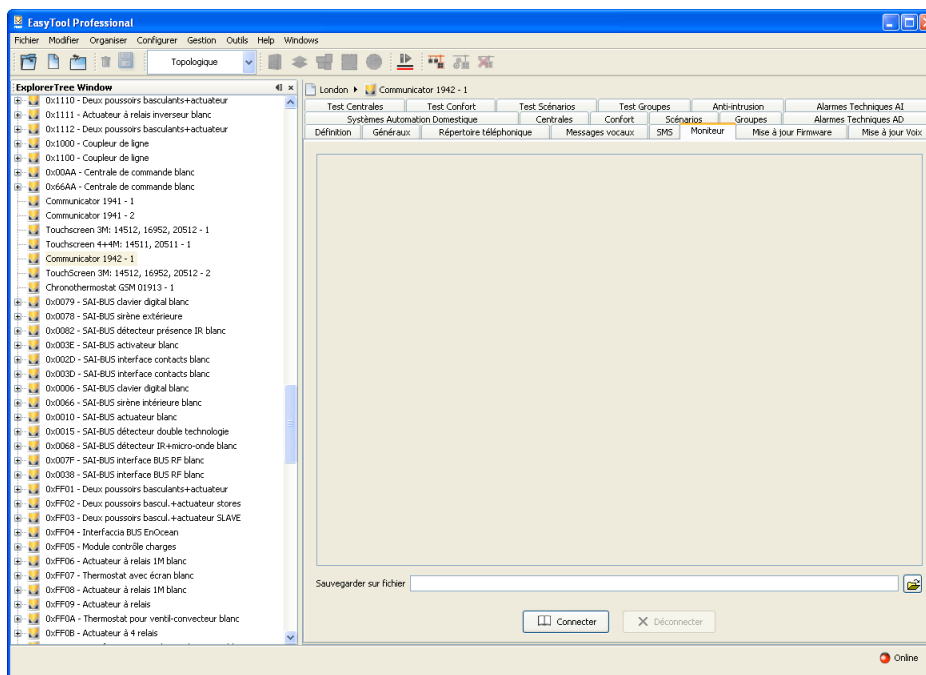 EasyTool Professional
Fichier Modifier Organiser Configurer Gestion Outils Help Windows
Topologique
ExplorerTree Window
0x1110 - Deux poussoirs basculants+actuateur
0x1111 - Actuateur à relais inverseur blanc
0x1112 - Deux poussoirs basculants+actuateur
0x1000 - Coupleur de ligne
0x1100 - Coupleur de ligne
0x00AA - Centrale de commande blanc
0x66AA - Centrale de commande blanc
Communicator 1941 - 1
Communicator 1941 - 2
Touchscreen 3M: 14512, 16952, 20512 - 1
Touchscreen 4+4M: 14511, 20511 - 1
Communicator 1942 - 1
TouchScreen 3M: 14512, 16952, 20512 - 2
Chronothermostat GSM 01913 - 1
0x0079 - SAI-BUS clavier digital blanc
0x0078 - SAI-BUS sirène extérieure
0x0082 - SAI-BUS détecteur présence IR blanc
0x003E - SAI-BUS activateur blanc
0x002D - SAI-BUS interface contacts blanc
0x003D - SAI-BUS interface contacts blanc
0x0006 - SAI-BUS clavier digital blanc
0x0066 - SAI-BUS sirène intérieure blanc
0x0010 - SAI-BUS actuateur blanc
0x0015 - SAI-BUS détecteur double technologie
0x0068 - SAI-BUS détecteur IR+micro-onde blanc
0x007F - SAI-BUS interface BUS RF blanc
0x0038 - SAI-BUS interface BUS RF blanc
0xFF01 - Deux poussoirs basculants+actuateur
0xFF02 - Deux poussoirs bascul.+actuateur stores
0xFF03 - Deux poussoirs bascul.+actuateur SLAVE
0xFF04 - Interfaccia BUS EnOcean
0xFF05 - Module contrôle charges
0xFF06 - Actuateur à relais 1M blanc
0xFF07 - Thermostat avec écran blanc
0xFF08 - Actuateur à relais 1M blanc
0xFF09 - Actuateur à relais
0xFF0A - Thermostat pour ventil-convecteur blanc
0xFF0B - Actuateur à 4 relais
London Communicator 1942 - 1
Test Centrales Test Confort Test Scénarios Test Groupes Anti-intrusion Alarmes Techniques AI
Systèmes Automation Domestique Centrales Confort Scénarios Groupes Alarmes Techniques AD
Définition Généraux Répertoire téléphonique Messages vocaux SMS Moniteur Mise à jour Firmware Mise à jour Voix
Sauvegarder sur fichier
Connecter Déconnecter
Online